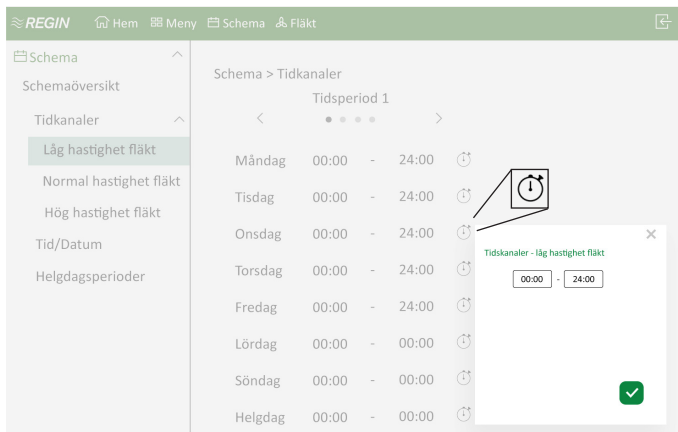 REGIN Hem Meny Schema Fläkt
Schema
Schemaöversikt
Tidkanaler
Låg hastighet fläkt
Normal hastighet fläkt
Hög hastighet fläkt
Tid/Datum
Helgdagsperioder
Schema > Tidkanaler
Tidsperiod 1
< >
Måndag 00:00 - 24:00
Tisdag 00:00 - 24:00
Onsdag 00:00 - 24:00
Torsdag 00:00 - 24:00
Fredag 00:00 - 24:00
Lördag 00:00 - 00:00
Söndag 00:00 - 00:00
Helgdag 00:00 - 00:00
Tidskanaler - låg hastighet fläkt
00:00 - 24:00